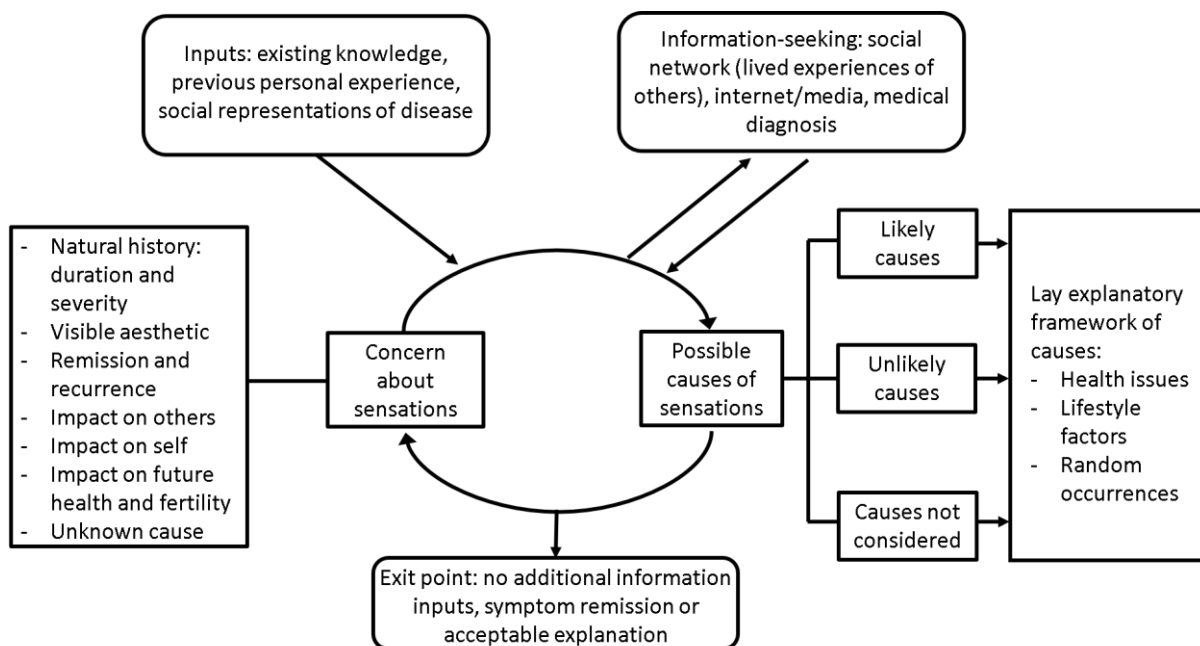 Inputs: existing knowledge,
previous personal experience,
social representations of disease
Information-seeking: social
network (lived experiences of
others), internet/media, medical
diagnosis
- Natural history:
duration and
severity
- Visible aesthetic
- Remission and
recurrence
- Impact on others
- Impact on self
- Impact on future
health and fertility
- Unknown cause
Concern
about
sensations
Possible
causes of
sensations
Likely
causes
Unlikely
causes
Causes not
considered
Lay explanatory
framework of
causes:
- Health issues
- Lifestyle
factors
- Random
occurrences
Exit point: no additional information
inputs, symptom remission or
acceptable explanation